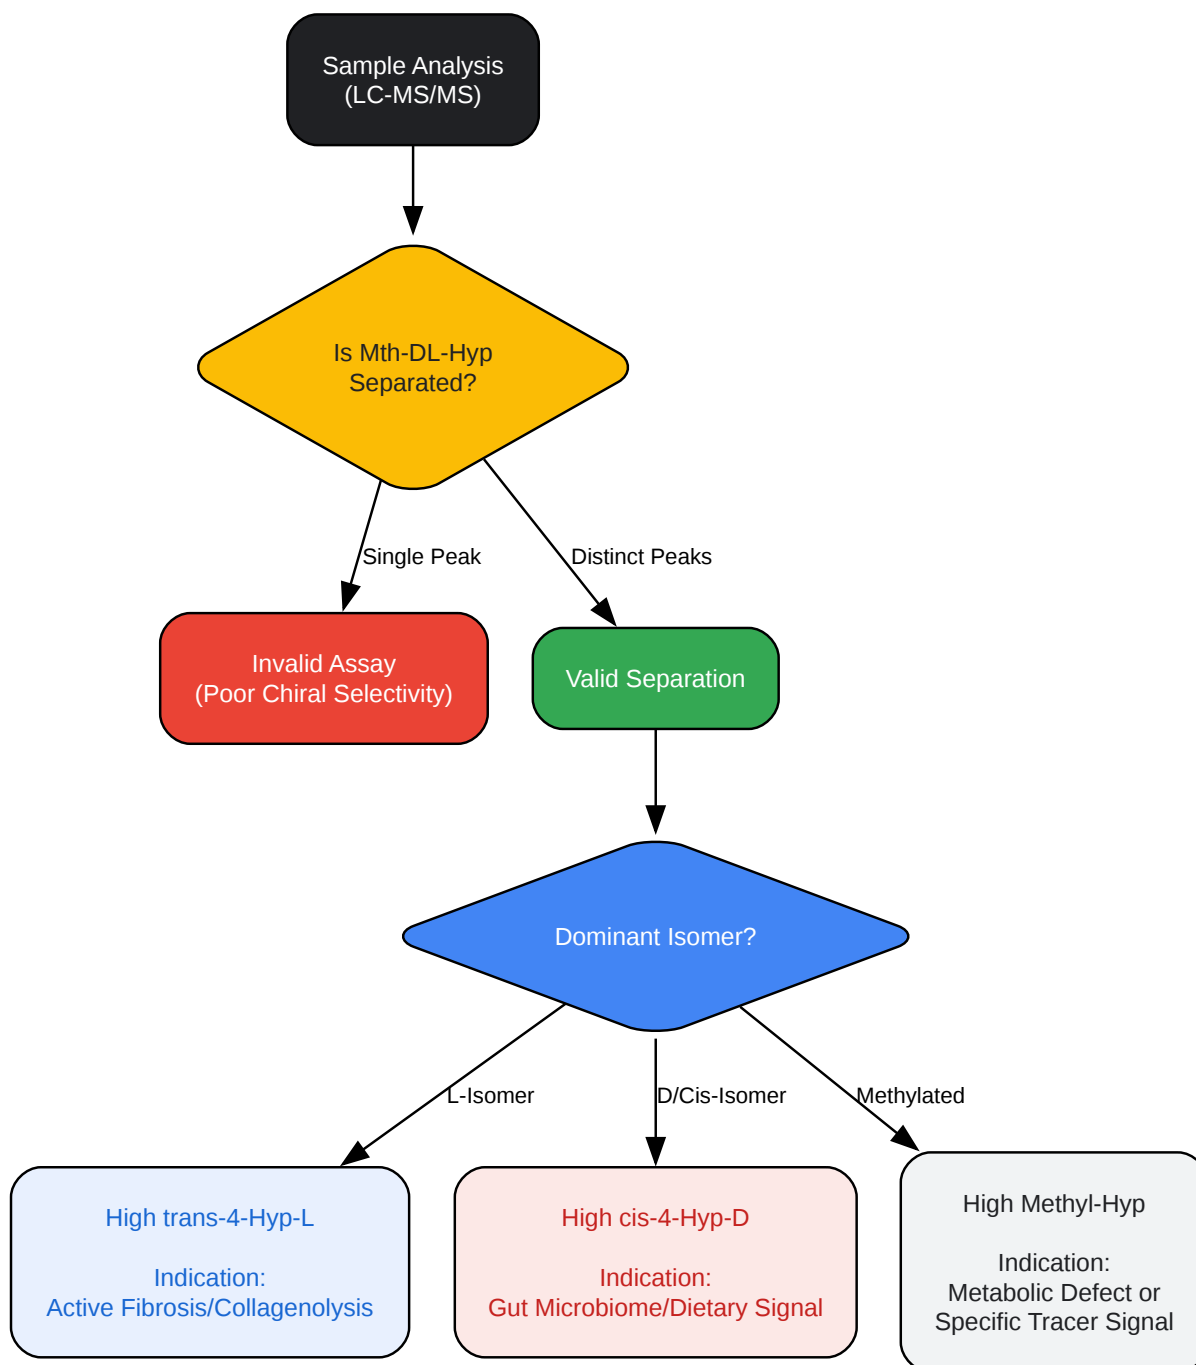 Sample Analysis
(LC-MS/MS)
Is Mth-DL-Hyp
Separated?
Single Peak
Distinct Peaks
Invalid Assay
(Poor Chiral Selectivity)
Valid Separation
Dominant Isomer?
L-Isomer
D/Cis-Isomer
Methylated
High trans-4-Hyp-L
Indication:
Active Fibrosis/Collagenolysis
High cis-4-Hyp-D
Indication:
Gut Microbiome/Dietary Signal
High Methyl-Hyp
Indication:
Metabolic Defect or
Specific Tracer Signal